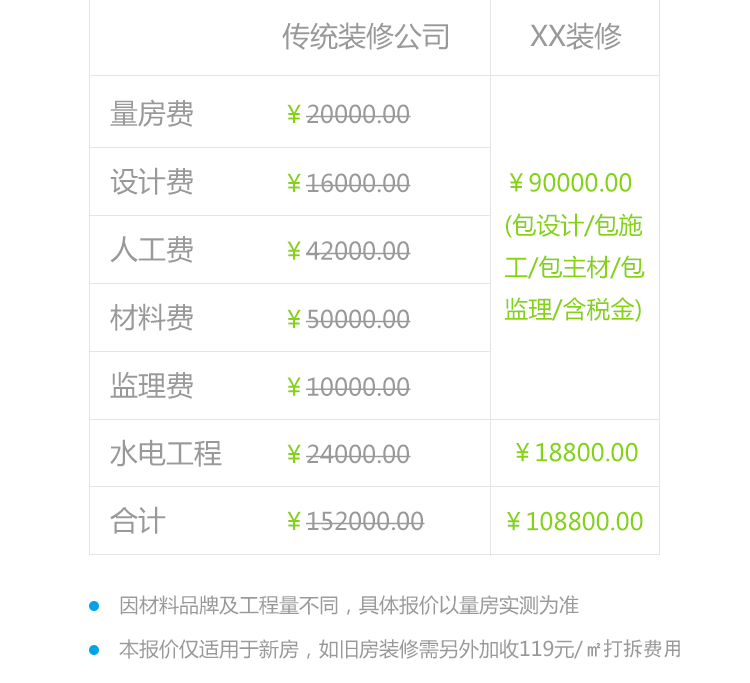 传统装修公司 XX装修
量房费 ¥20000.00
设计费 ¥16000.00
¥90000.00
(包设计/包施
人工费 ¥42000.00
工/包主材/包
监理/含税金)
材料费 ¥50000.00
监理费 ¥10000.00
水电工程 ¥24000.00 ¥18800.00
合计 ¥152000.00 ¥108800.00
因材料品牌及工程量不同，具体报价以量房实测为准
本报价仅适用于新房，如旧房装修需另外加收119元/㎡打拆费用